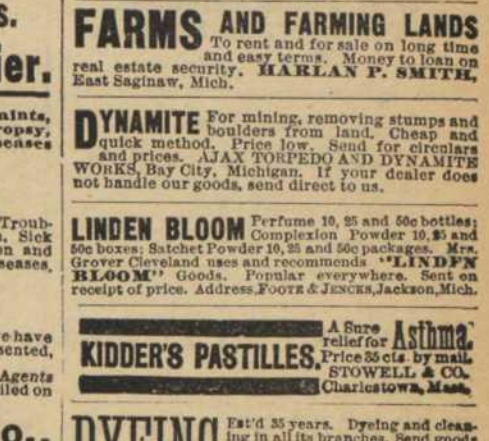 s.
ier.
aints,
ropsy,
seases
Troub-
. Sick
on and
seases,
e have
sented,
Agents
iled on
FARMS AND FARMING LANDS
To rent and for sale on long time
and easy terms. Money to loan on
real estate security. HARLAN P. SMITH,
East Saginaw, Mich.
DYNAMITE For mining, removing stumps and
boulders from land. Cheap and
quick method. Price low. Send for circulars
and prices. AJAX TORPEDO AND DYNAMITE
WORKS, Bay City, Michigan. If your dealer does
not handle our goods, send direct to us.
LINDEN BLOOM Perfume 10, 25 and 50c bottles;
Complexion Powder 10, 25 and
50c boxes; Satchet Powder 10, 25 and 50c packages. Mrs.
Grover Cleveland uses and recommends "LINDEN
BLOOM" Goods. Popular everywhere. Sent on
receipt of price. Address, FOOTE & JENCKS, Jackson, Mich.
KIDDER'S PASTILLES. A Sure
relief for Asthma.
Price 35 cts. by mail.
STOWELL & CO.
Charlestown, Mass.
DYEING Est'd 35 years. Dyeing and clean-
ing in all its branches. Send goods